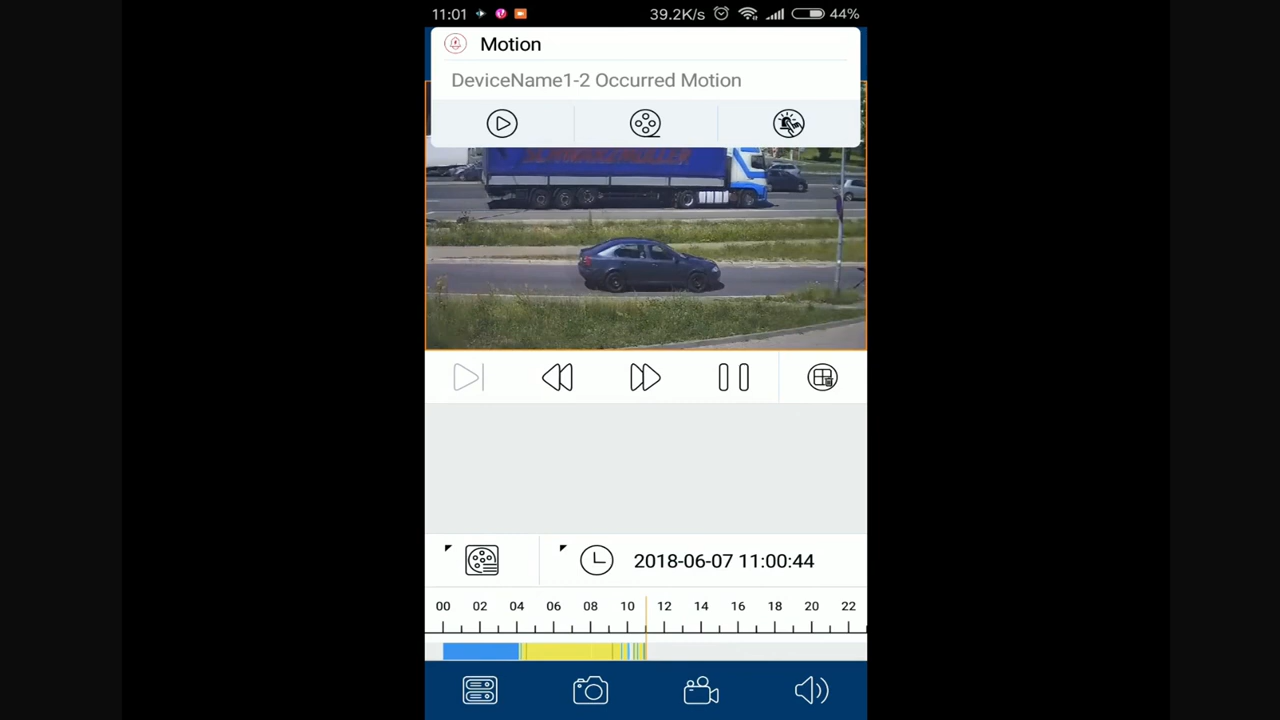 11:01 39.2K/s 44%
Motion
DeviceName1-2 Occurred Motion
SCHWARZMÜLLER
2018-06-07 11:00:44
00 02 04 06 08 10 12 14 16 18 20 22